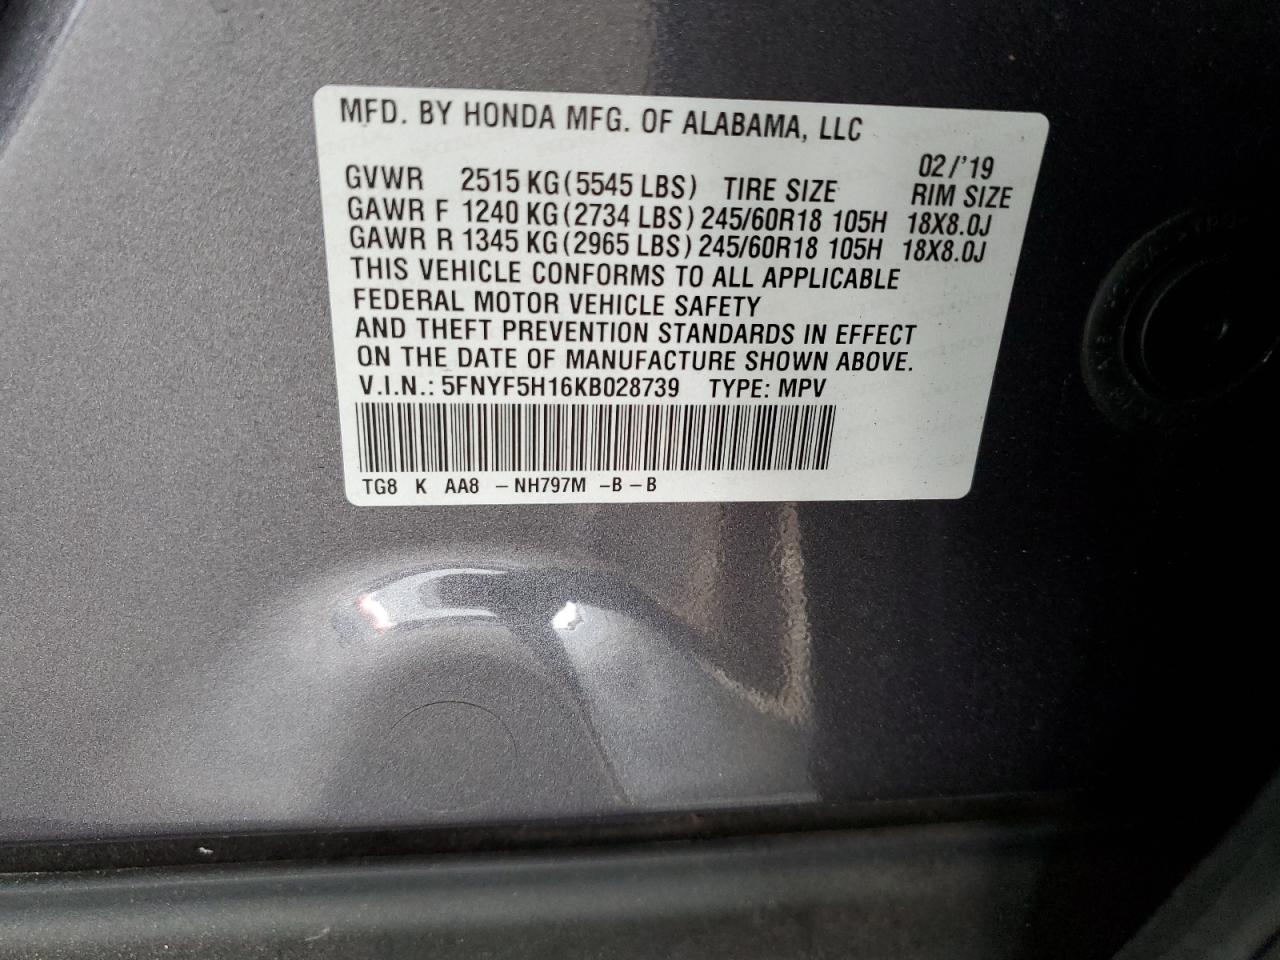 MFD. BY HONDA MFG. OF ALABAMA, LLC
02/'19
GVWR 2515 KG(5545 LBS) TIRE SIZE RIM SIZE
GAWR F 1240 KG(2734 LBS) 245/60R18 105H 18X8.0J
GAWR R 1345 KG(2965 LBS) 245/60R18 105H 18X8.0J
THIS VEHICLE CONFORMS TO ALL APPLICABLE
FEDERAL MOTOR VEHICLE SAFETY
AND THEFT PREVENTION STANDARDS IN EFFECT
ON THE DATE OF MANUFACTURE SHOWN ABOVE.
V.I.N.: 5FNYF5H16KB028739 TYPE: MPV
TG8 K AA8 -NH797M -B-B